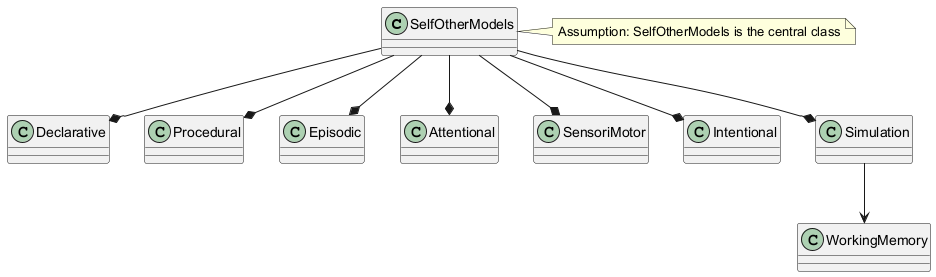 C SelfOtherModels
Assumption: SelfOtherModels is the central class
C Declarative
C Procedural
C Episodic
C Attentional
C SensoriMotor
C Intentional
C Simulation
C WorkingMemory